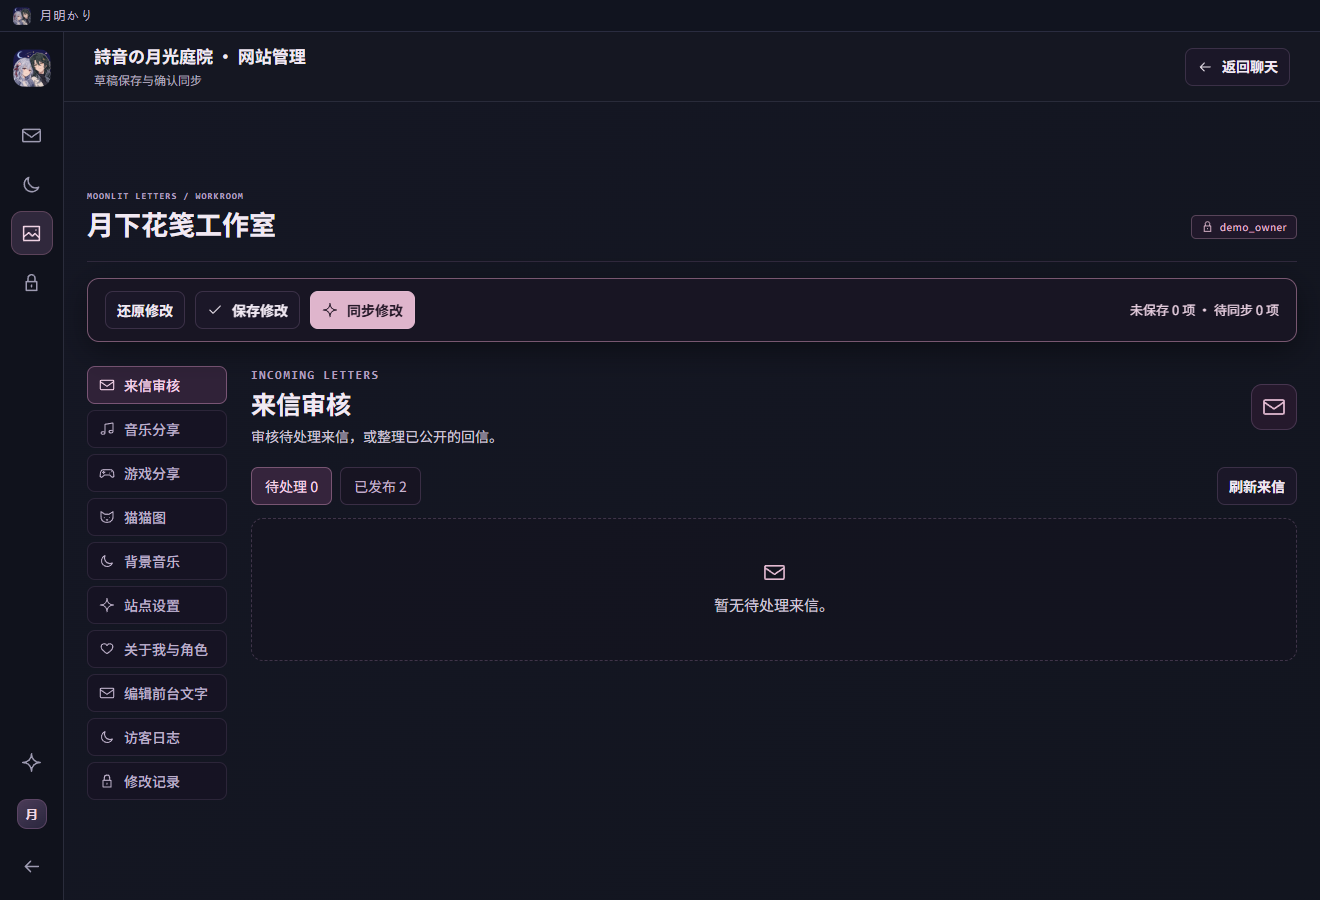 月明かり
詩音の月光庭院 • 网站管理
草稿保存与确认同步
返回聊天
MOONLIT LETTERS / WORKROOM
月下花笺工作室
demo_owner
还原修改
保存修改
同步修改
未保存 0 项 • 待同步 0 项
来信审核
音乐分享
游戏分享
猫猫图
背景音乐
站点设置
关于我与角色
编辑前台文字
访客日志
修改记录
INCOMING LETTERS
来信审核
审核待处理来信，或整理已公开的回信。
待处理 0
已发布 2
刷新来信
暂无待处理来信。
月